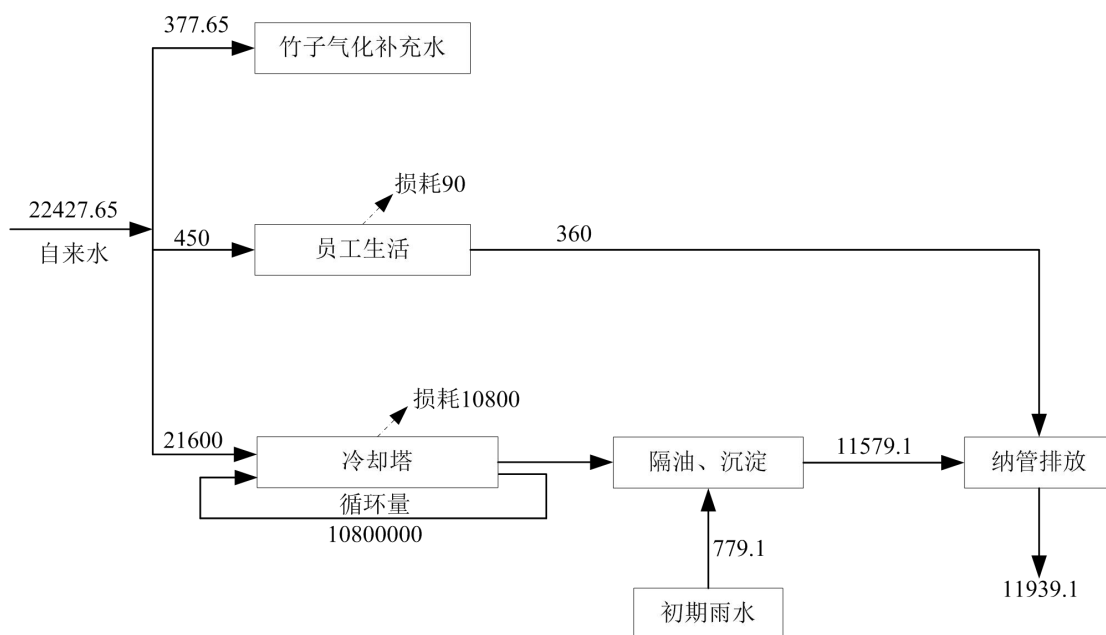 377.65
竹子气化补充水
损耗90
22427.65
自来水
450
员工生活
360
损耗10800
21600
冷却塔
隔油、沉淀
11579.1
纳管排放
循环量
10800000
779.1
11939.1
初期雨水